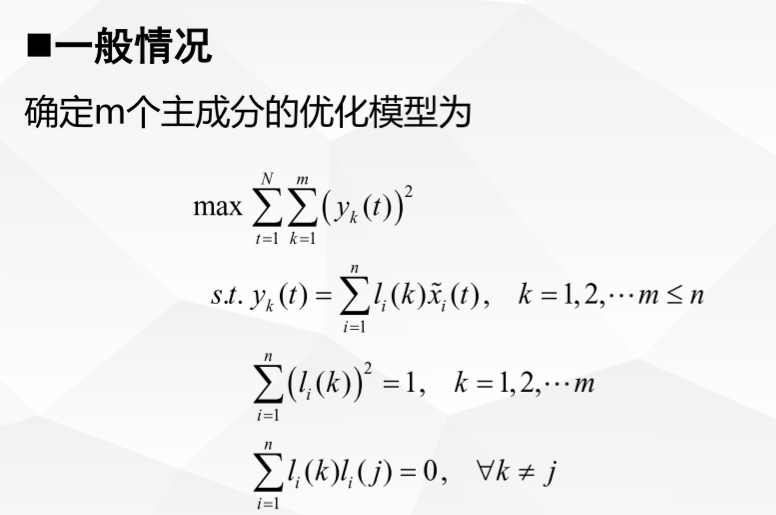 ■一般情况
确定m个主成分的优化模型为
max ∑_{t=1}^{N} ∑_{k=1}^{m} (y_k(t))^2
s.t. y_k(t) = ∑_{i=1}^{n} l_i(k) x̃_i(t), k = 1, 2, ⋯ m ≤ n
∑_{i=1}^{n} (l_i(k))^2 = 1, k = 1, 2, ⋯ m
∑_{i=1}^{n} l_i(k) l_i(j) = 0, ∀k ≠ j